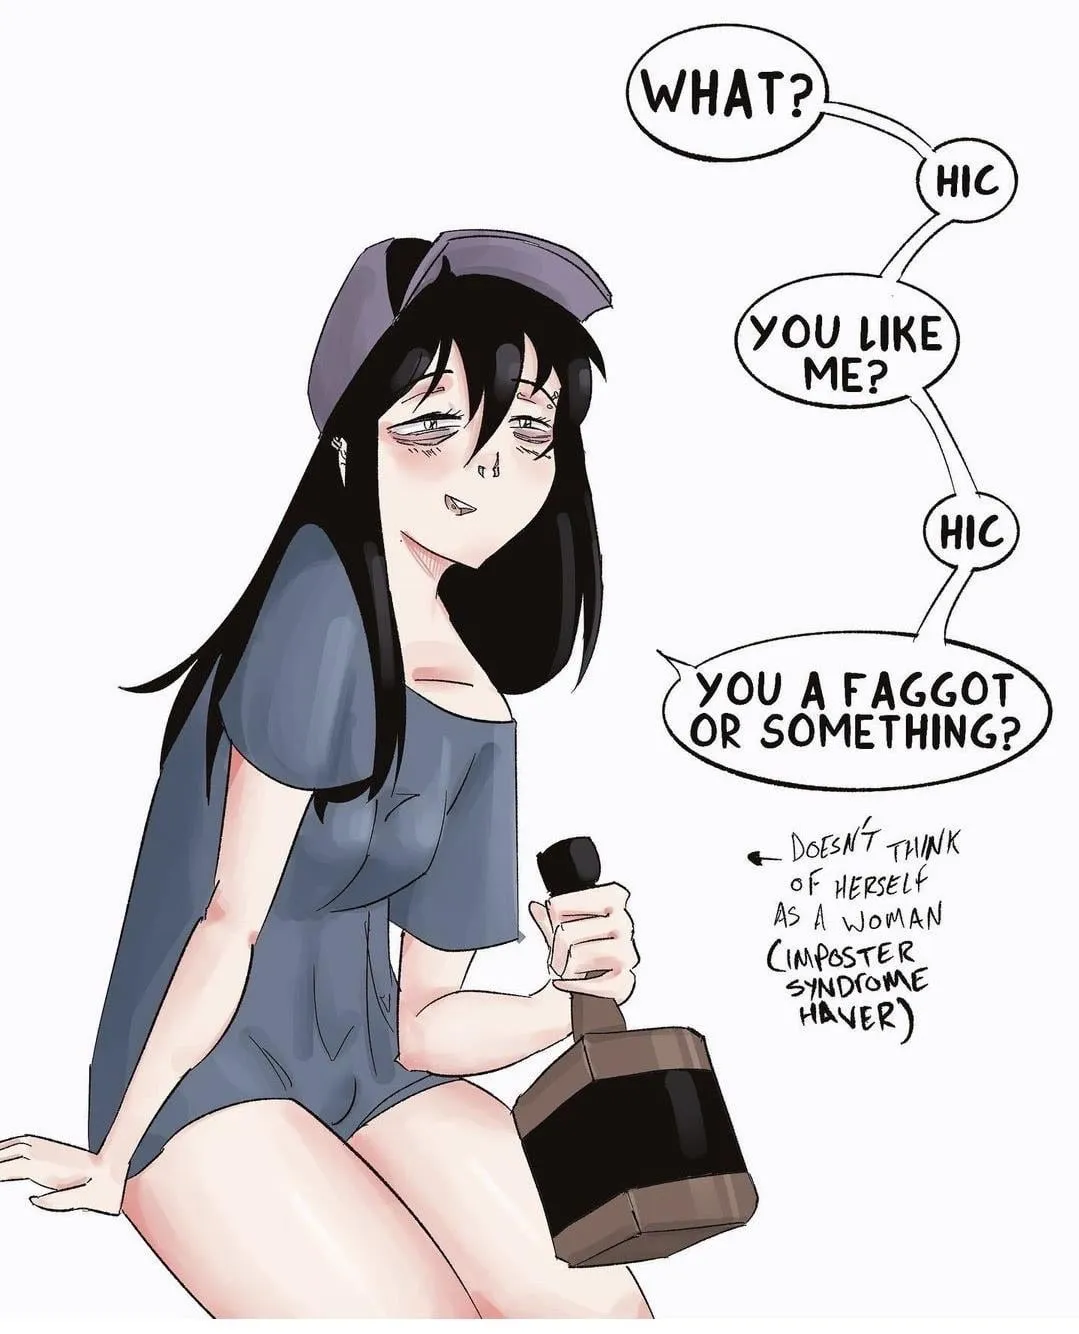 WHAT?
HIC
YOU LIKE
ME?
HIC
YOU A FAGGOT
OR SOMETHING?
DOESN'T THINK
OF HERSELF
AS A WOMAN
(IMPOSTER
SYNDROME
HAVER)